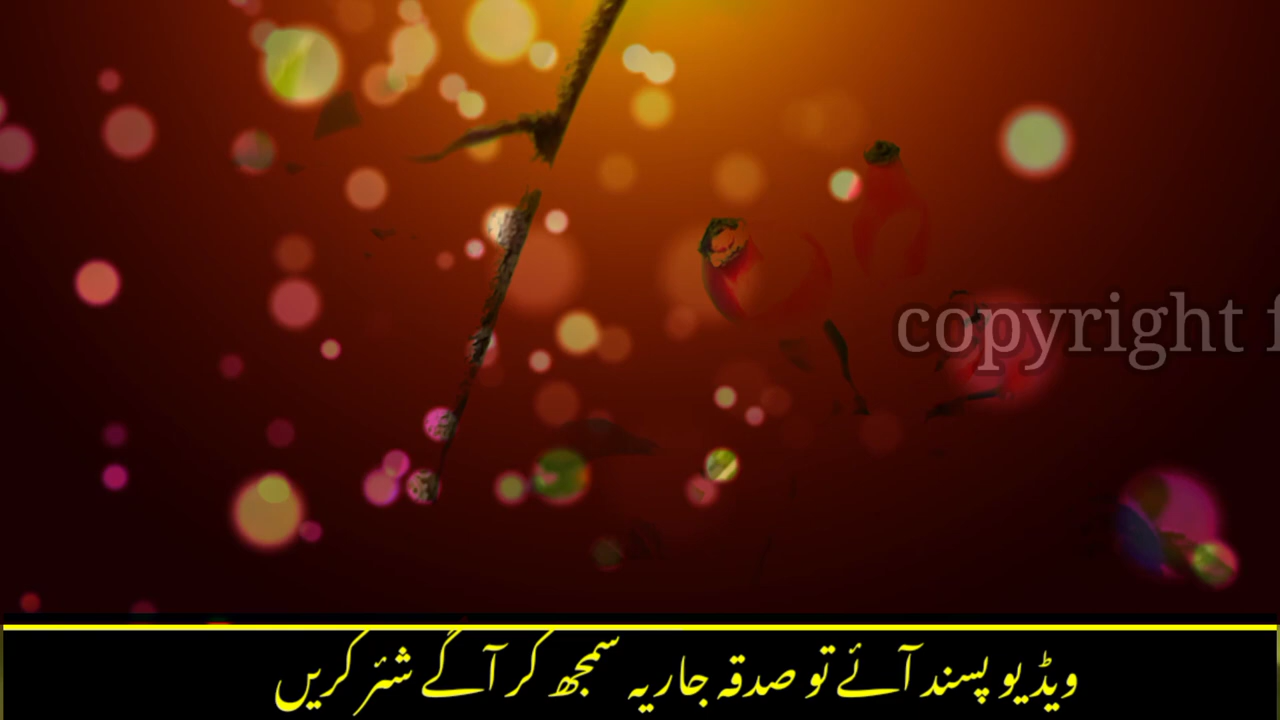 copyright f
ویڈیو پسند آئے تو صدقہ جاریہ سمجھ کر آگے شئر کریں